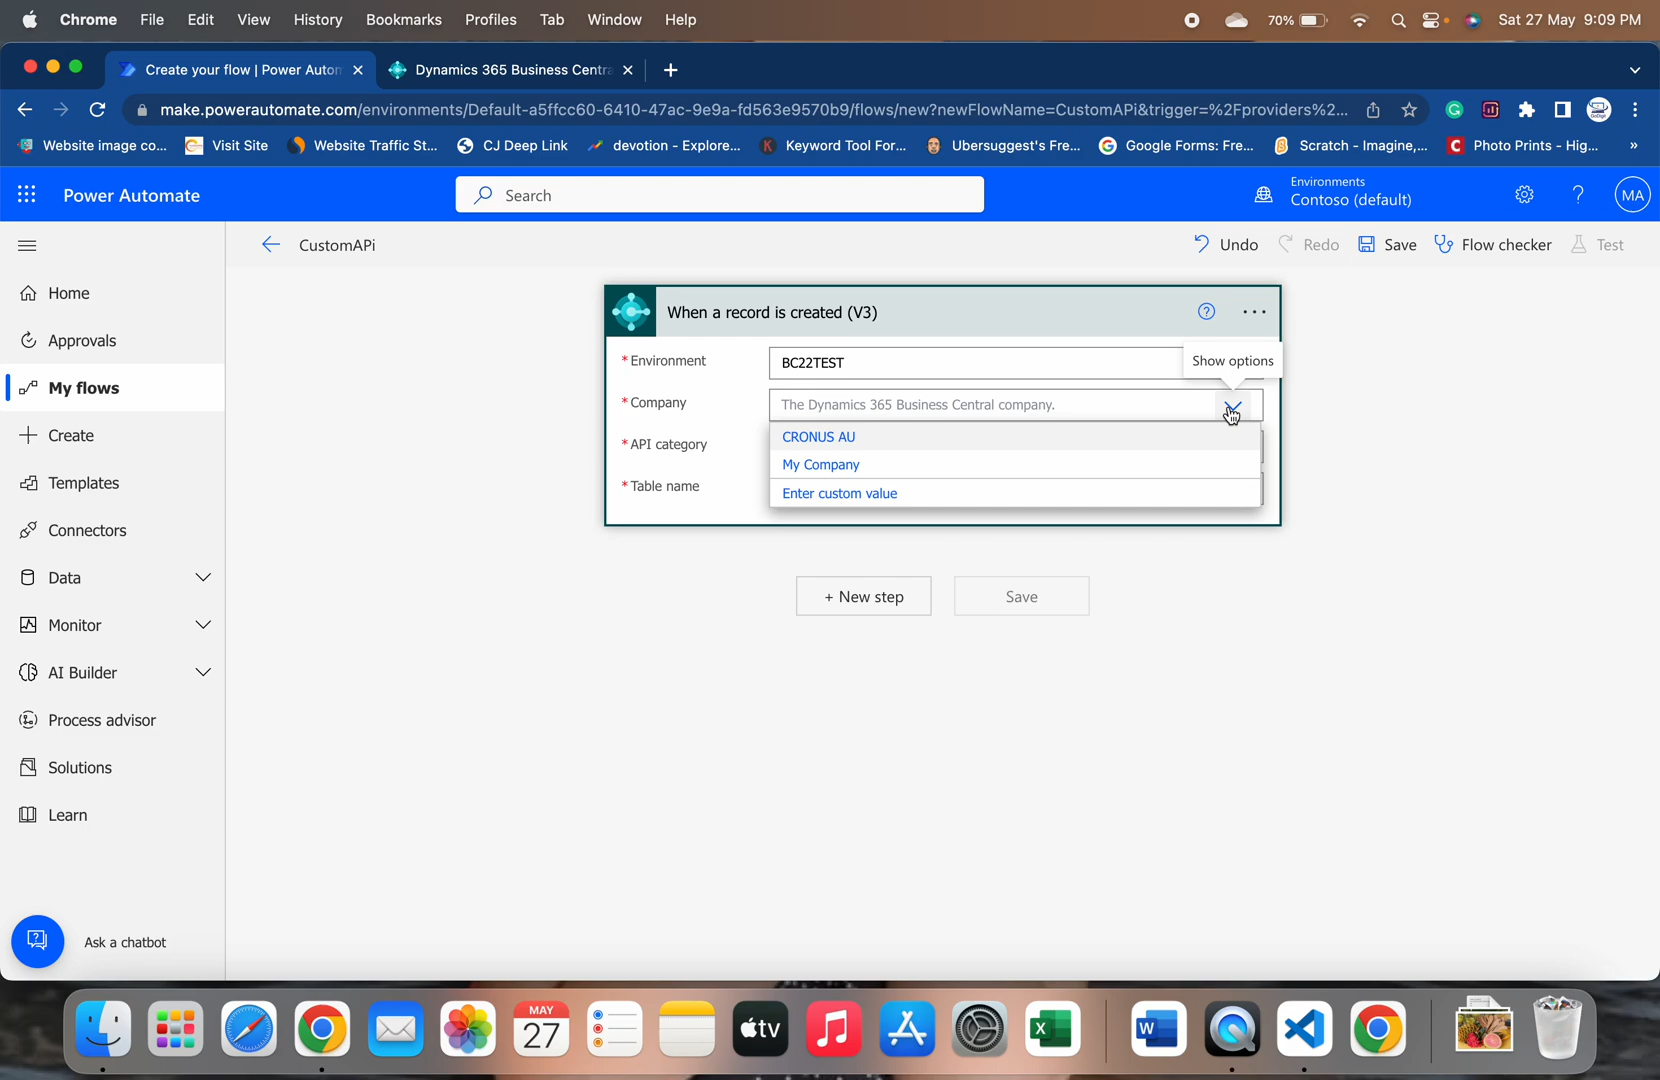 Chrome File Edit View History Bookmarks Profiles Tab Window Help 70% Sat 27 May 9:09 PM
Create your flow | Power Autom Dynamics 365 Business Centra
make.powerautomate.com/environments/Default-a5ffcc60-6410-47ac-9e9a-fd563e9570b9/flows/new?newFlowName=CustomAPi&trigger=%2Fproviders%2...
Website image co... Visit Site Website Traffic St... CJ Deep Link devotion - Explore... Keyword Tool For... Ubersuggest's Fre... Google Forms: Fre... Scratch - Imagine,... Photo Prints - Hig... »
Power Automate
Search
Environments
Contoso (default)
? MA
CustomAPi
Undo Redo Save Flow checker Test
Home
Approvals
My flows
Create
Templates
Connectors
Data
Monitor
AI Builder
Process advisor
Solutions
Learn
Ask a chatbot
When a record is created (V3) ? ...
* Environment BC22TEST
Show options
* Company The Dynamics 365 Business Central company.
CRONUS AU
* API category
My Company
* Table name
Enter custom value
+ New step Save
MAY
27
tv
X
W